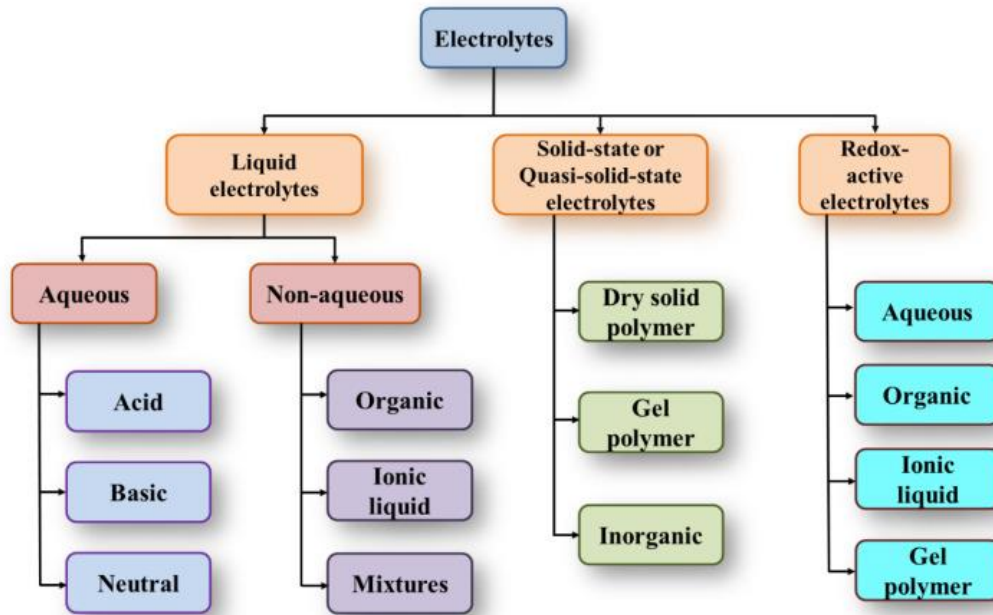 Electrolytes
Liquid
electrolytes
Solid-state or
Quasi-solid-state
electrolytes
Redox-
active
electrolytes
Aqueous
Non-aqueous
Acid
Basic
Neutral
Organic
Ionic
liquid
Mixtures
Dry solid
polymer
Gel
polymer
Inorganic
Aqueous
Organic
Ionic
liquid
Gel
polymer